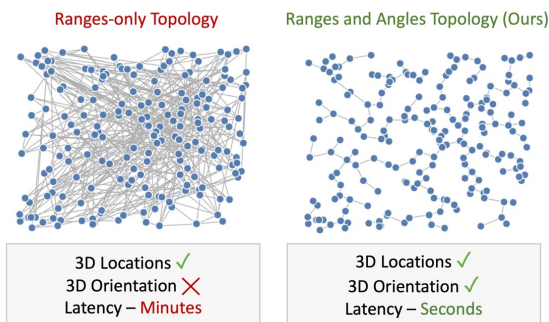 Ranges-only Topology
Ranges and Angles Topology (Ours)
3D Locations ✓
3D Orientation ✗
Latency – Minutes
3D Locations ✓
3D Orientation ✓
Latency – Seconds